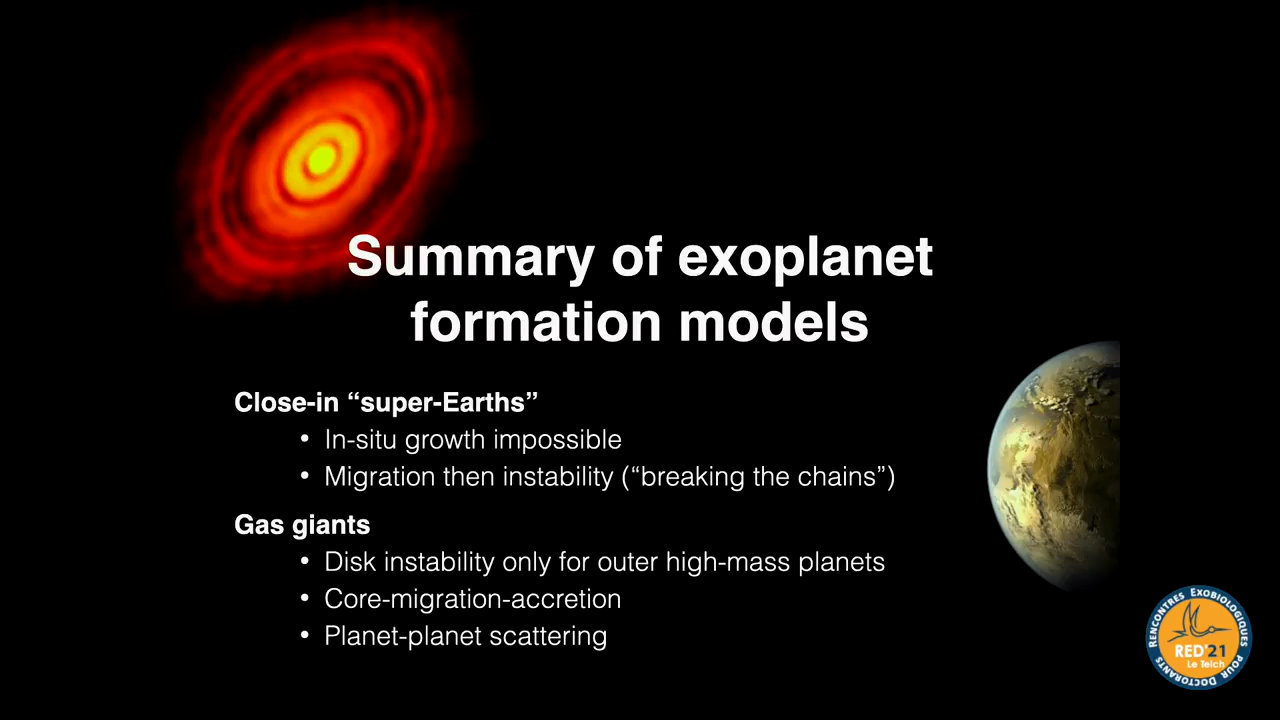 Summary of exoplanet
formation models
Close-in “super-Earths”
• In-situ growth impossible
• Migration then instability (“breaking the chains”)
Gas giants
• Disk instability only for outer high-mass planets
• Core-migration-accretion
• Planet-planet scattering
RENCONTRES EXOBIOLOGIQUES
POUR DOCTORANTS
RED'21
Le Teich